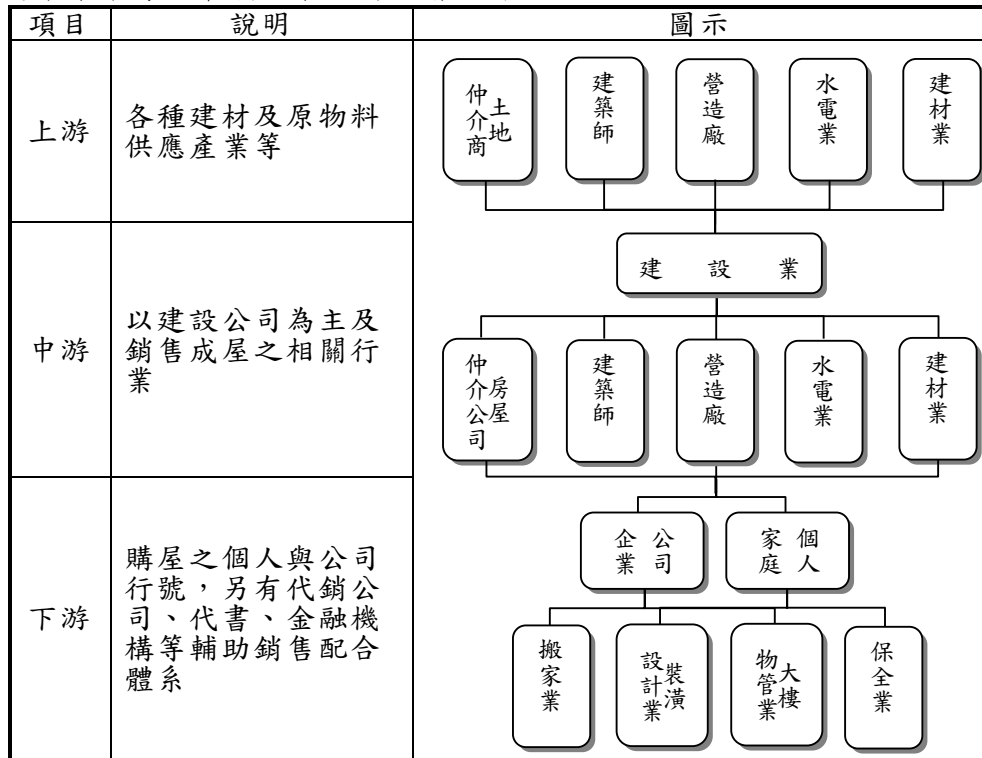 項目
說明
圖示
上游
各種建材及原物料
供應產業等
土地
仲介商
建築師
營造廠
水電業
建材業
建設業
中游
以建設公司為主及
銷售成屋之相關行
業
房屋
仲介公司
建築師
營造廠
水電業
建材業
下游
購屋之個人與公司
行號，另有代銷公
司、代書、金融機
構等輔助銷售配合
體系
公司
企業
個人
家庭
搬家業
裝潢
設計業
大樓
物管業
保全業